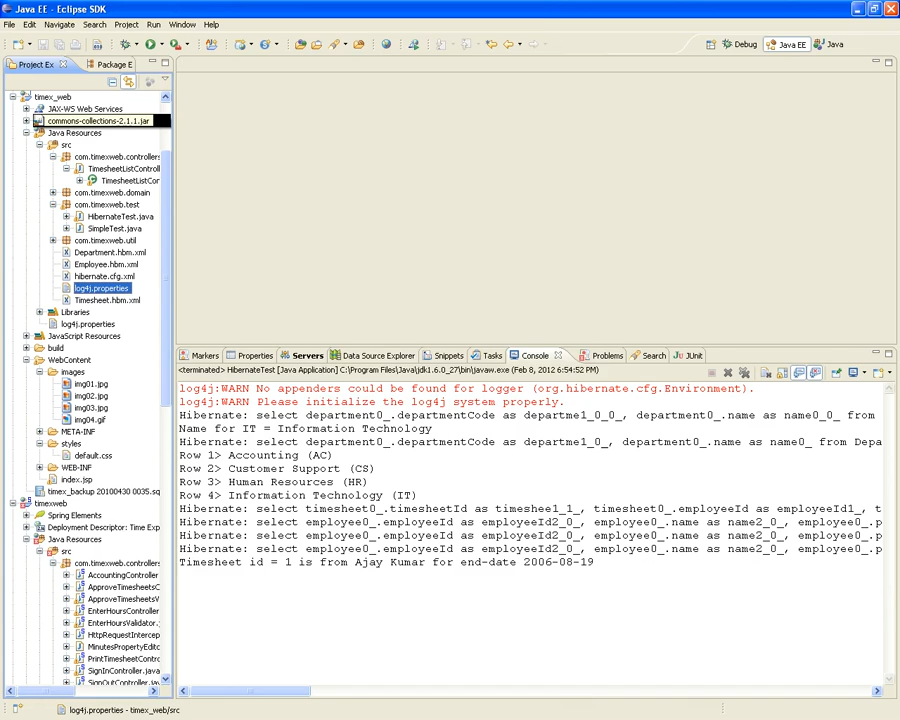 Java EE - Eclipse SDK
File Edit Navigate Search Project Run Window Help
Debug Java EE Java
Project Ex Package E
timex_web
JAX-WS Web Services
commons-collections-2.1.1.jar
Java Resources
src
com.timexweb.controllers
TimesheetListControl
TimesheetListCor
com.timexweb.domain
com.timexweb.test
HibernateTest.java
SimpleTest.java
com.timexweb.util
Department.hbm.xml
Employee.hbm.xml
hibernate.cfg.xml
log4j.properties
Timesheet.hbm.xml
Libraries
log4j.properties
JavaScript Resources
build
WebContent
images
img01.jpg
img02.jpg
img03.jpg
img04.gif
META-INF
styles
default.css
WEB-INF
index.jsp
timex_backup 20100430 0035.sq
timexweb
Spring Elements
Deployment Descriptor: Time Exp
Java Resources
src
com.timexweb.controllers
AccountingController
ApproveTimesheetsC
ApproveTimesheetsV
EnterHoursController
EnterHoursValidator.j
HttpRequestIntercep
MinutesPropertyEdito
PrintTimesheetContro
SignInController.java
SignOutController.jav
Markers Properties Servers Data Source Explorer Snippets Tasks Console Problems Search JUnit
<terminated> HibernateTest [Java Application] C:\Program Files\Java\jdk1.6.0_27\bin\javaw.exe (Feb 8, 2012 6:54:52 PM)
log4j:WARN No appenders could be found for logger (org.hibernate.cfg.Environment).
log4j:WARN Please initialize the log4j system properly.
Hibernate: select department0_.departmentCode as departme1_0_0_, department0_.name as name0_0_ from
Name for IT = Information Technology
Hibernate: select department0_.departmentCode as departme1_0_, department0_.name as name0_ from Depa
Row 1> Accounting (AC)
Row 2> Customer Support (CS)
Row 3> Human Resources (HR)
Row 4> Information Technology (IT)
Hibernate: select timesheet0_.timesheetId as timeshee1_1_, timesheet0_.employeeId as employeeId1_, t
Hibernate: select employee0_.employeeId as employeeId2_0_, employee0_.name as name2_0_, employee0_.p
Hibernate: select employee0_.employeeId as employeeId2_0_, employee0_.name as name2_0_, employee0_.p
Hibernate: select employee0_.employeeId as employeeId2_0_, employee0_.name as name2_0_, employee0_.p
Timesheet id = 1 is from Ajay Kumar for end-date 2006-08-19
log4j.properties - timex_web/src